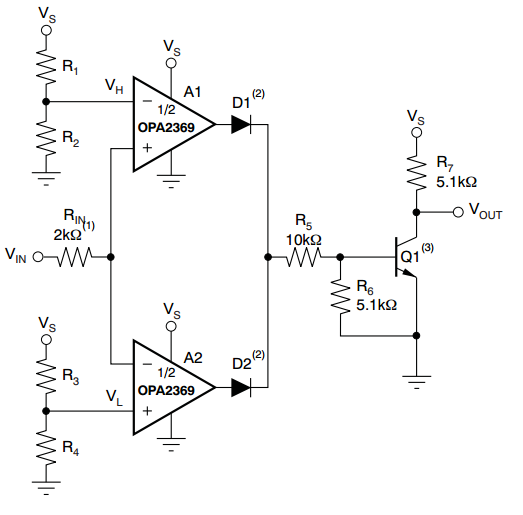 VS
R1
VH
VS
A1
1/2
OPA2369
D1(2)
R2
VS
R7
5.1kΩ
VOUT
RIN(1)
2kΩ
VIN
R5
10kΩ
Q1(3)
R6
5.1kΩ
VS
R3
VL
VS
A2
1/2
OPA2369
D2(2)
R4